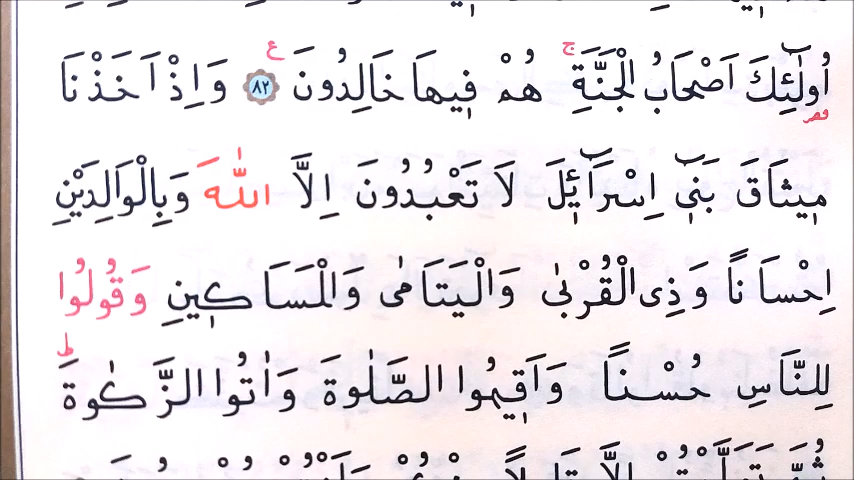 اُولٰٓئِكَ اَصْحَابُ الْجَنَّةِ ۚ هُمْ فٖيهَا خَالِدُونَ ع ﴿٨٢﴾ وَاِذْ اَخَذْنَا
قصر
مٖيثَاقَ بَنٖٓي اِسْرَٓائٖٓلَ لَا تَعْبُدُونَ اِلَّا اللّٰهَ وَبِالْوَالِدَيْنِ
اِحْسَانًا وَذِى الْقُرْبٰى وَالْيَتَامٰى وَالْمَسَاكٖينِ وَقُولُوا
لِلنَّاسِ حُسْنًا وَاَقٖيمُوا الصَّلٰوةَ وَاٰتُوا الزَّكٰوةَ ط